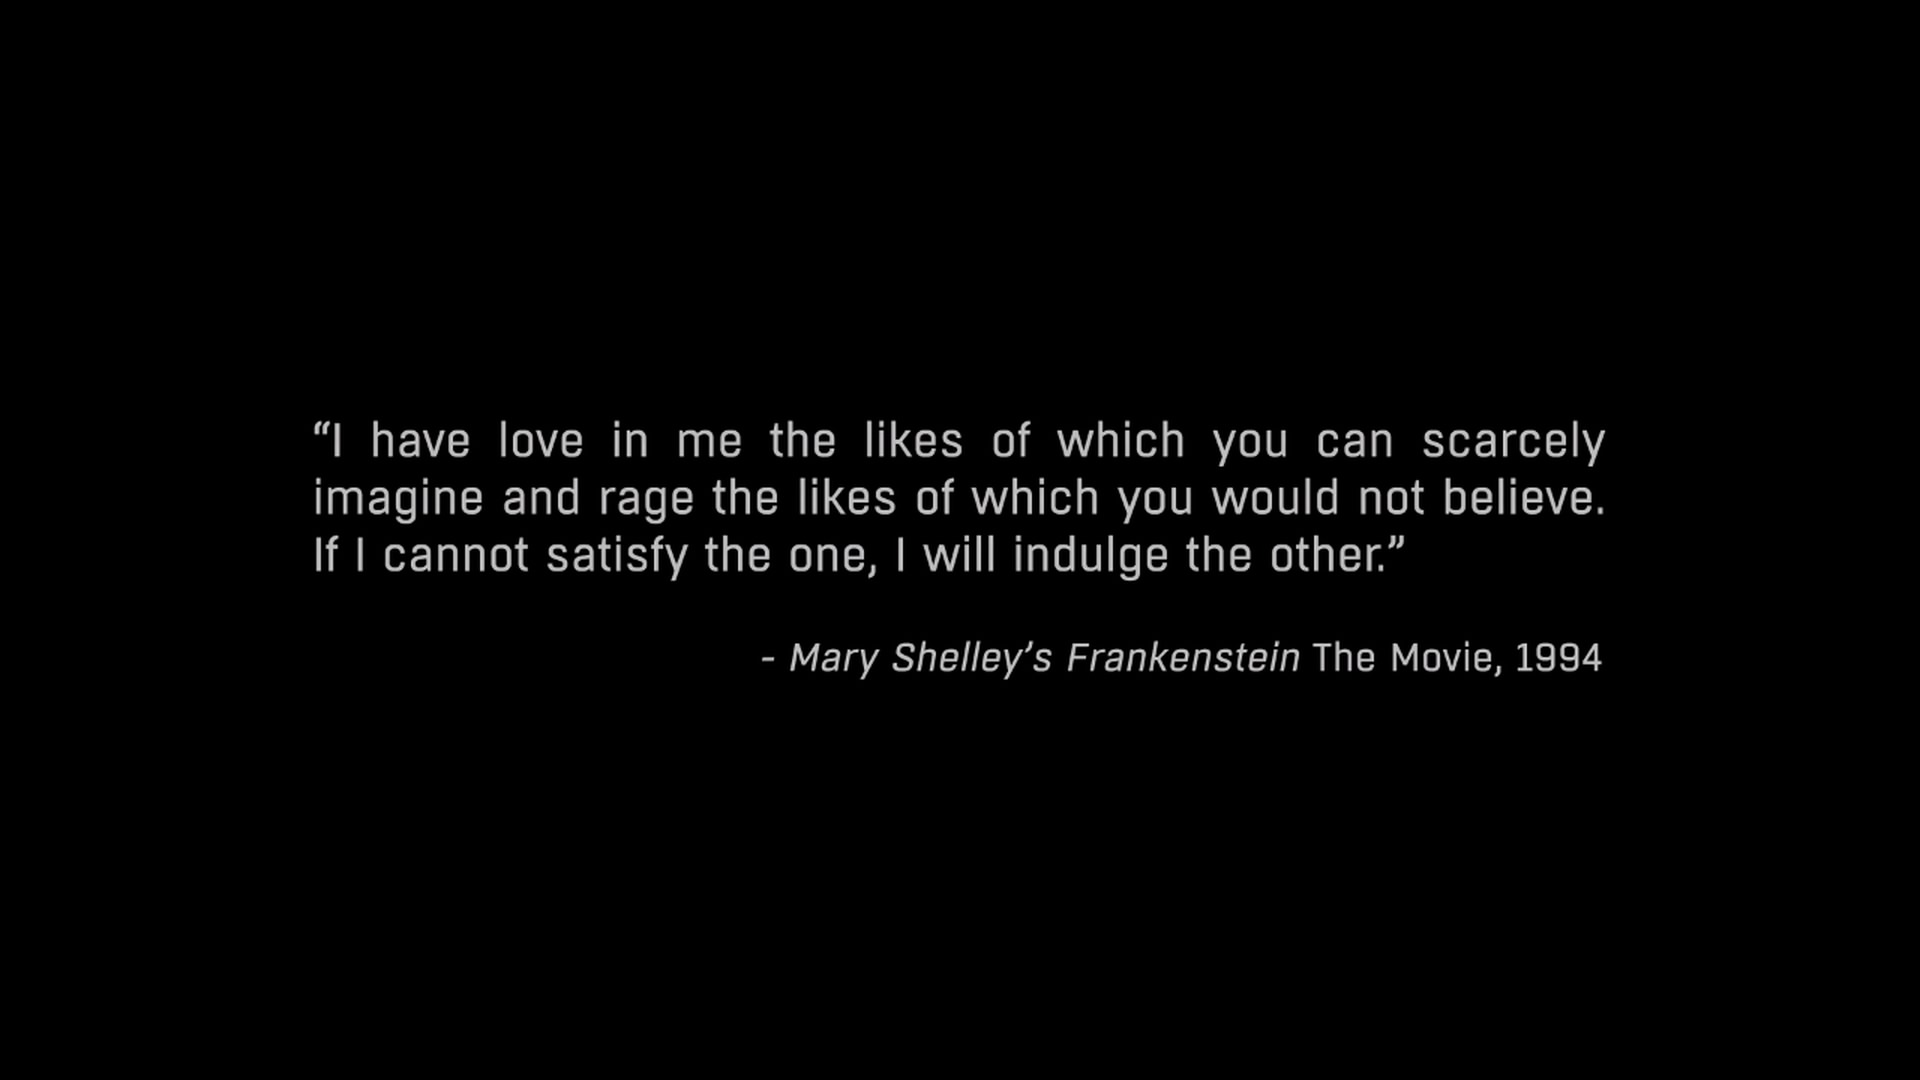 “I have love in me the likes of which you can scarcely
imagine and rage the likes of which you would not believe.
If I cannot satisfy the one, I will indulge the other.”
- Mary Shelley’s Frankenstein The Movie, 1994